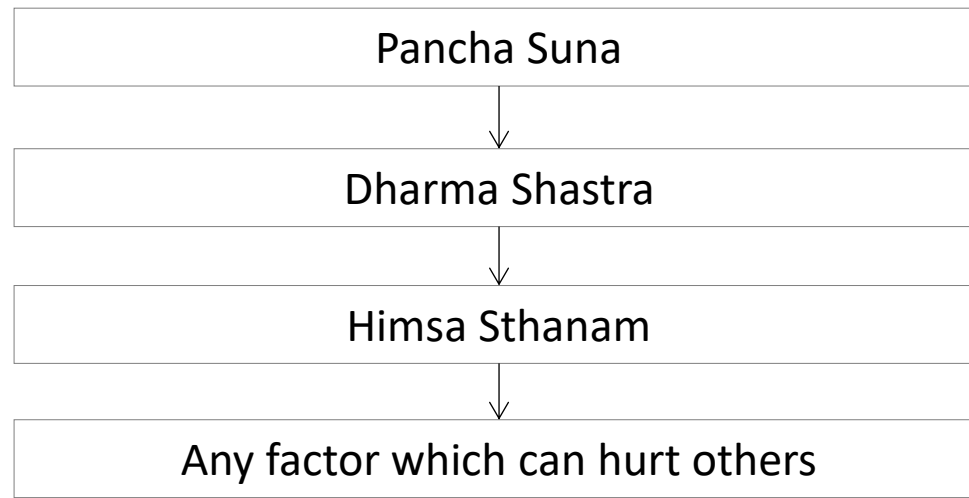 Pancha Suna
Dharma Shastra
Himsa Sthanam
Any factor which can hurt others